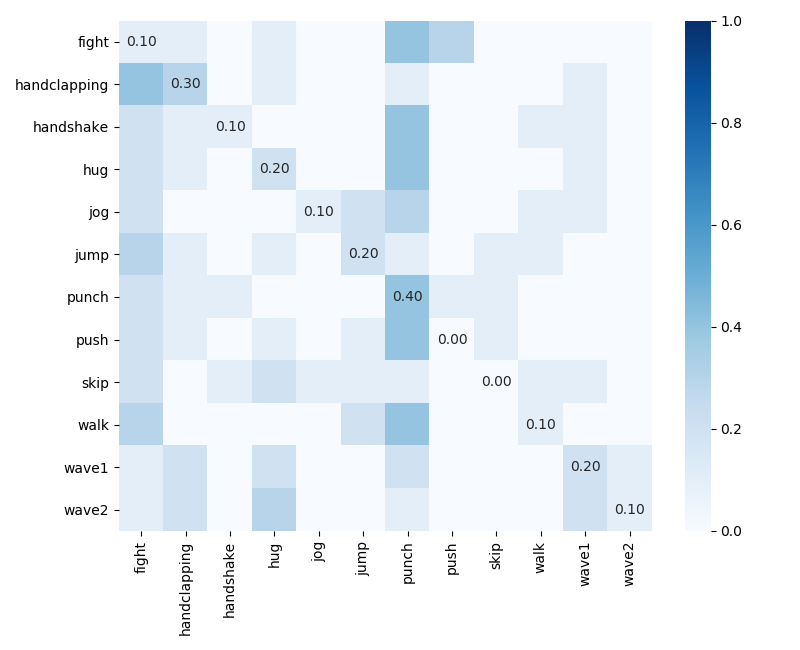 fight 0.10 1.0
handclapping 0.30
handshake 0.10 0.8
hug 0.20
jog 0.10 0.6
jump 0.20
punch 0.40 0.4
push 0.00
skip 0.00
walk 0.10 0.2
wave1 0.20
wave2 0.10 0.0
fight handclapping handshake hug jog jump punch push skip walk wave1 wave2